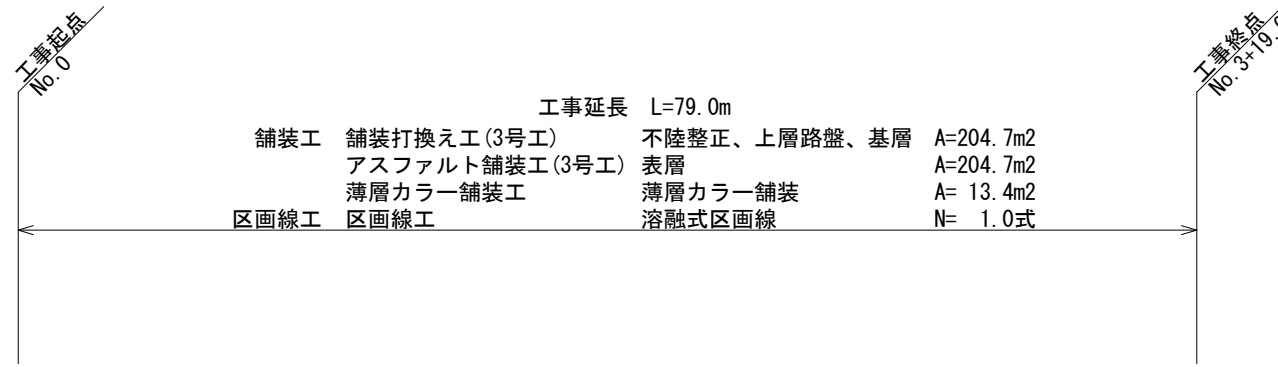 工事起点
No.0
工事終点
No.3+19.0
工事延長 L=79.0m
舗装工 舗装打換え工(3号工) 不陸整正、上層路盤、基層 A=204.7m2
アスファルト舗装工(3号工) 表層 A=204.7m2
薄層カラー舗装工 薄層カラー舗装 A= 13.4m2
区画線工 区画線工 溶融式区画線 N= 1.0式